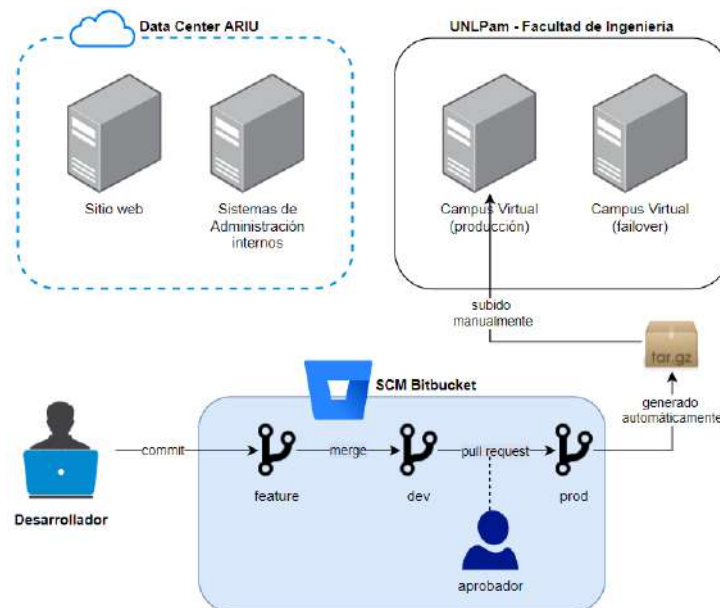 Data Center ARIU
UNLPam - Facultad de Ingeniería
Sitio web
Sistemas de
Administración
internos
Campus Virtual
(producción)
Campus Virtual
(failover)
subido
manualmente
tar.gz
generado
automáticamente
SCM Bitbucket
Desarrollador
commit
feature
merge
dev
pull request
prod
aprobador